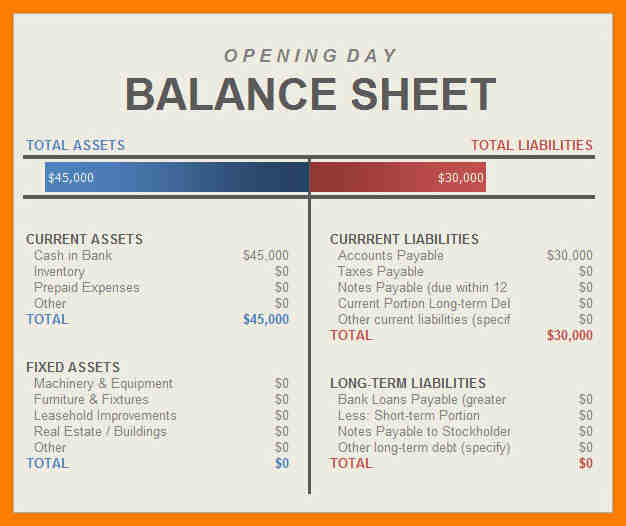 OPENING DAY
BALANCE SHEET
TOTAL ASSETS
TOTAL LIABILITIES
$45,000
$30,000
CURRENT ASSETS
Cash in Bank $45,000
Inventory $0
Prepaid Expenses $0
Other $0
TOTAL $45,000
FIXED ASSETS
Machinery & Equipment $0
Furniture & Fixtures $0
Leasehold Improvements $0
Real Estate / Buildings $0
Other $0
TOTAL $0
CURRRENT LIABILITIES
Accounts Payable $30,000
Taxes Payable $0
Notes Payable (due within 12 $0
Current Portion Long-term Del $0
Other current liabilities (specif $0
TOTAL $30,000
LONG-TERM LIABILITIES
Bank Loans Payable (greater $0
Less: Short-term Portion $0
Notes Payable to Stockholder $0
Other long-term debt (specify) $0
TOTAL $0